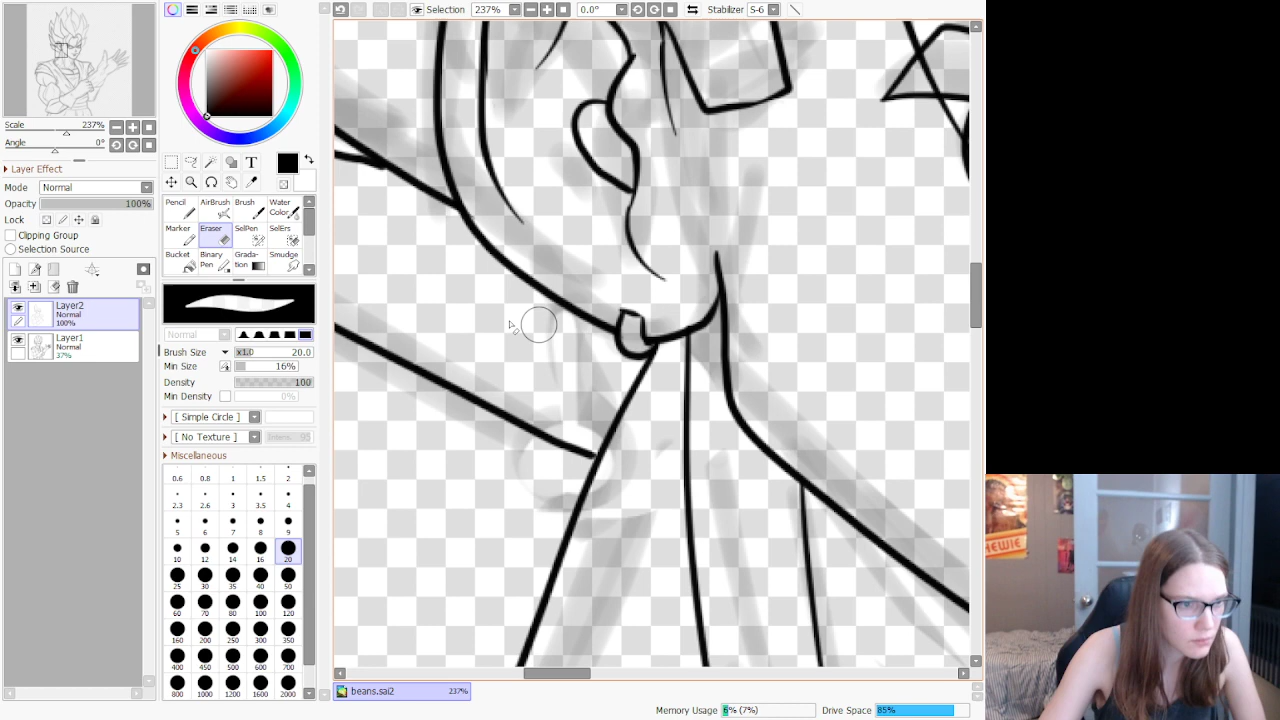 Selection 237% 0.0° Stabilizer S-6
Scale 237%
Angle 0°
Layer Effect
Mode Normal
Opacity 100%
Lock
Clipping Group
Selection Source
Layer2
Normal
100%
Layer1
Normal
37%
T
Pencil AirBrush Brush Water Color
Marker Eraser SelPen SelErs
Bucket Binary Pen Grada-tion Smudge
Normal
Brush Size x1.0 20.0
Min Size 16%
Density 100
Min Density 0%
[ Simple Circle ]
[ No Texture ] 95
Miscellaneous
0.6 0.8 1 1.5 2
2.3 2.6 3 3.5 4
5 6 7 8 9
10 12 14 16 20
25 30 35 40 50
60 70 80 100 120
160 200 250 300 350
400 450 500 600 700
800 1000 1200 1600 2000
beans.sai2 237%
Memory Usage 6% (7%) Drive Space 85%
HEWIE